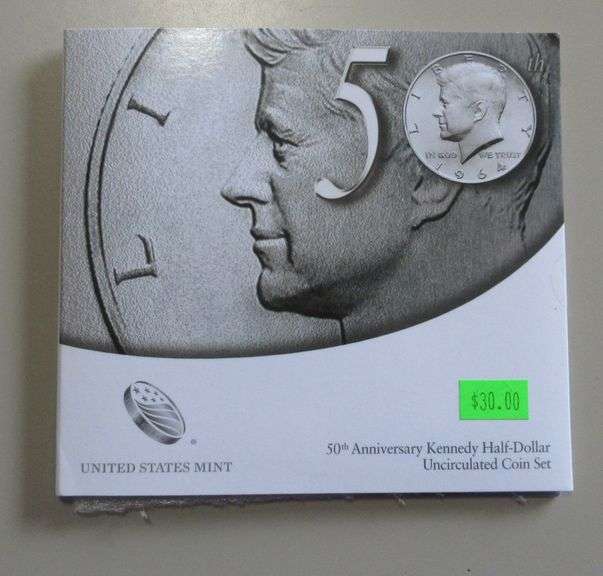 50th
LIBERTY
IN GOD WE TRUST
1964
L I
$30.00
50th Anniversary Kennedy Half-Dollar
Uncirculated Coin Set
UNITED STATES MINT
®